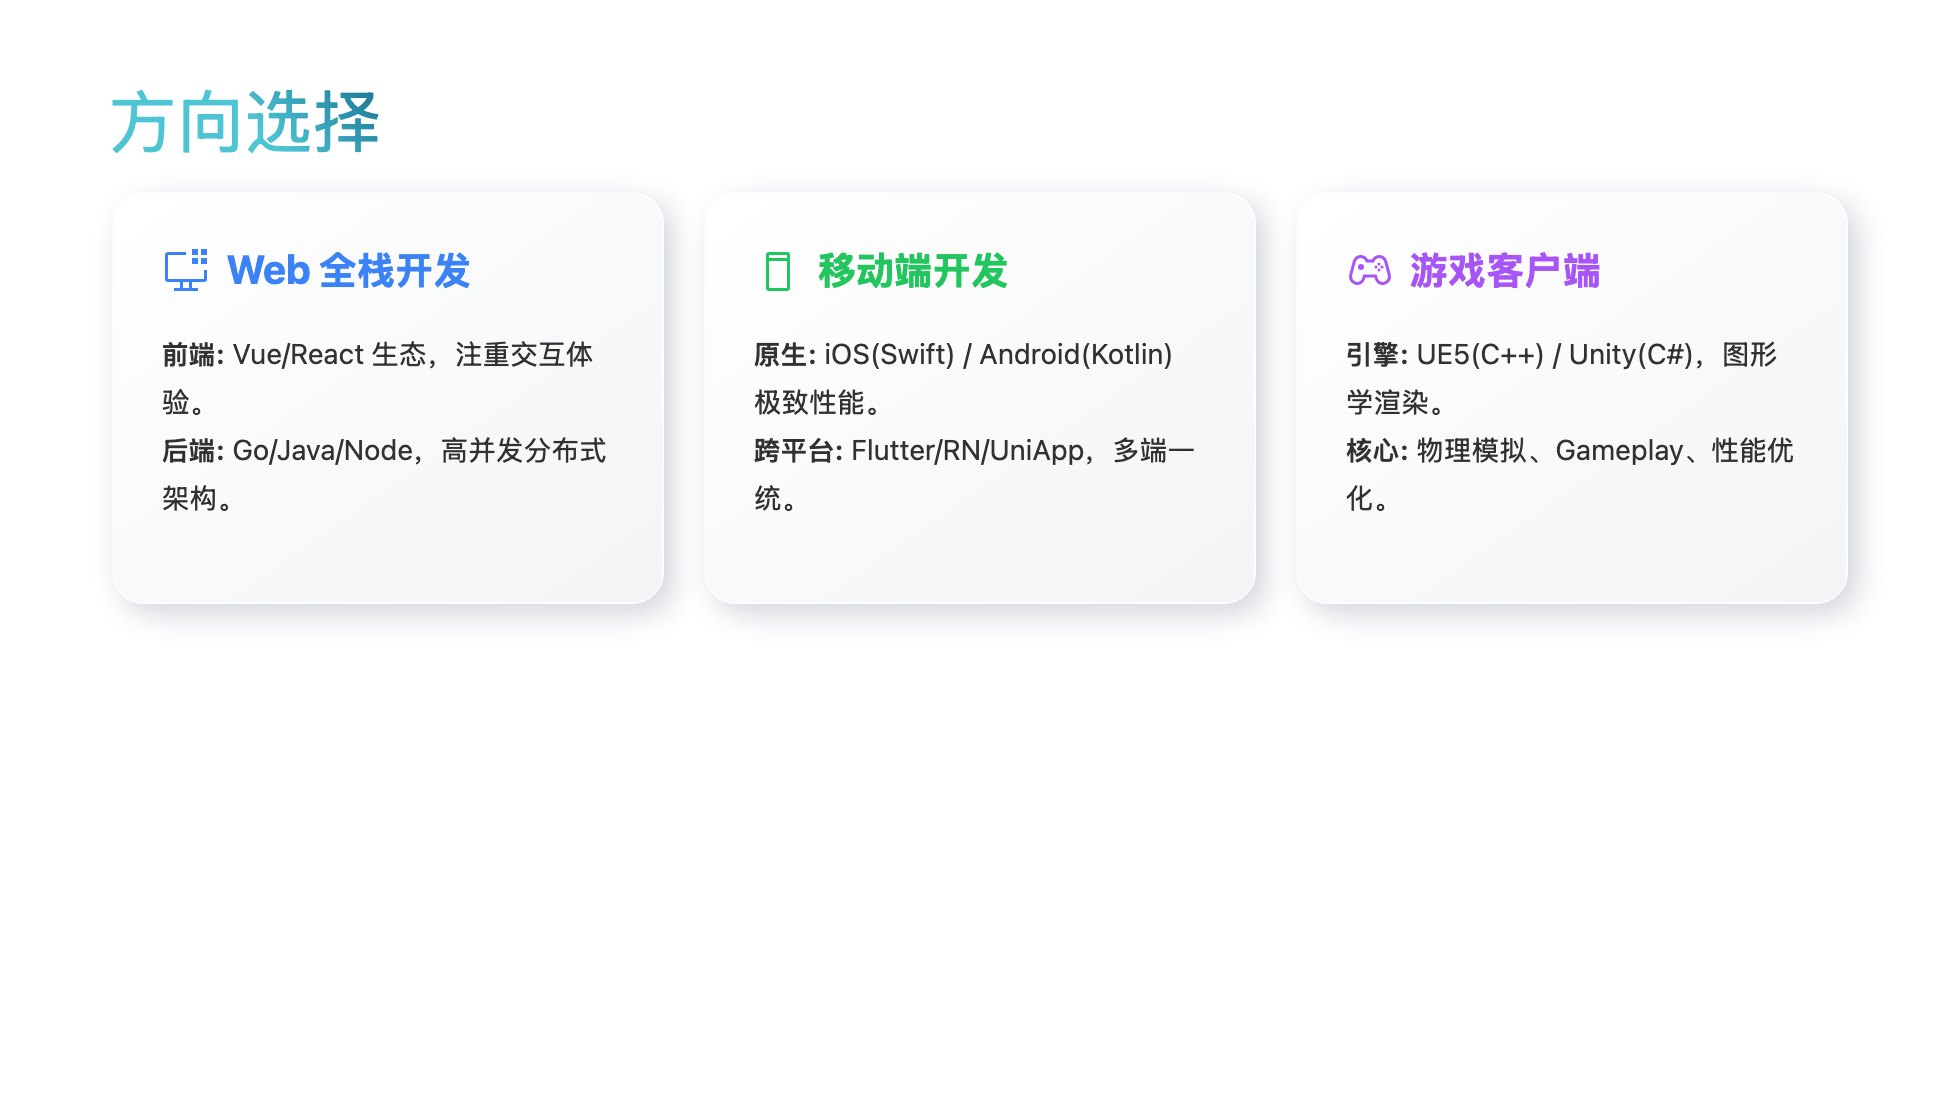 方向选择
Web 全栈开发
前端: Vue/React 生态，注重交互体
验。
后端: Go/Java/Node，高并发分布式
架构。
移动端开发
原生: iOS(Swift) / Android(Kotlin)
极致性能。
跨平台: Flutter/RN/UniApp，多端一
统。
游戏客户端
引擎: UE5(C++) / Unity(C#)，图形
学渲染。
核心: 物理模拟、Gameplay、性能优
化。